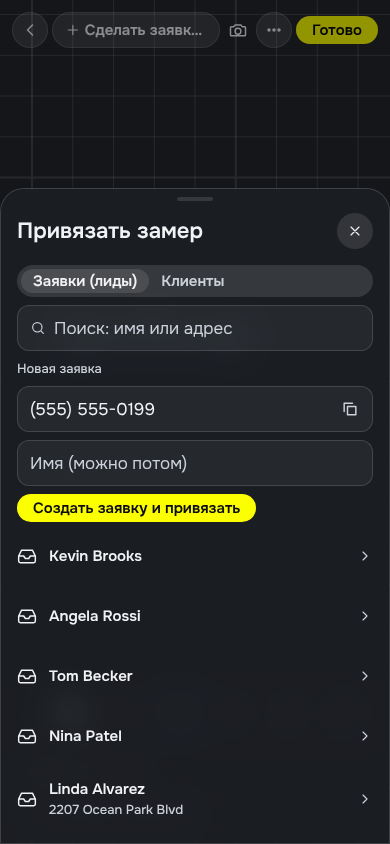 Сделать заявк...
Готово
Привязать замер
Заявки (лиды)
Клиенты
Поиск: имя или адрес
Новая заявка
(555) 555-0199
Имя (можно потом)
Создать заявку и привязать
Kevin Brooks
Angela Rossi
Tom Becker
Nina Patel
Linda Alvarez
2207 Ocean Park Blvd